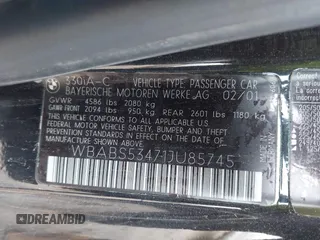 330iA-C VEHICLE TYPE: PASSENGER CAR
BAYERISCHE MOTOREN WERKE AG 02/01
GVWR 4586 lbs 2080 kg
GAWR FRONT 2094 lbs 950 kg GAWR REAR 2601 lbs 1180 kg
THIS VEHICLE CONFORMS TO ALL APPLICABLE
FEDERAL MOTOR VEHICLE SAFETY,
BUMPER, AND THEFT PREVENTION
STANDARDS IN EFFECT ON THE DATE OF
MANUFACTURE SHOWN ABOVE.
WBABS53471JU85745
ABSBIDS